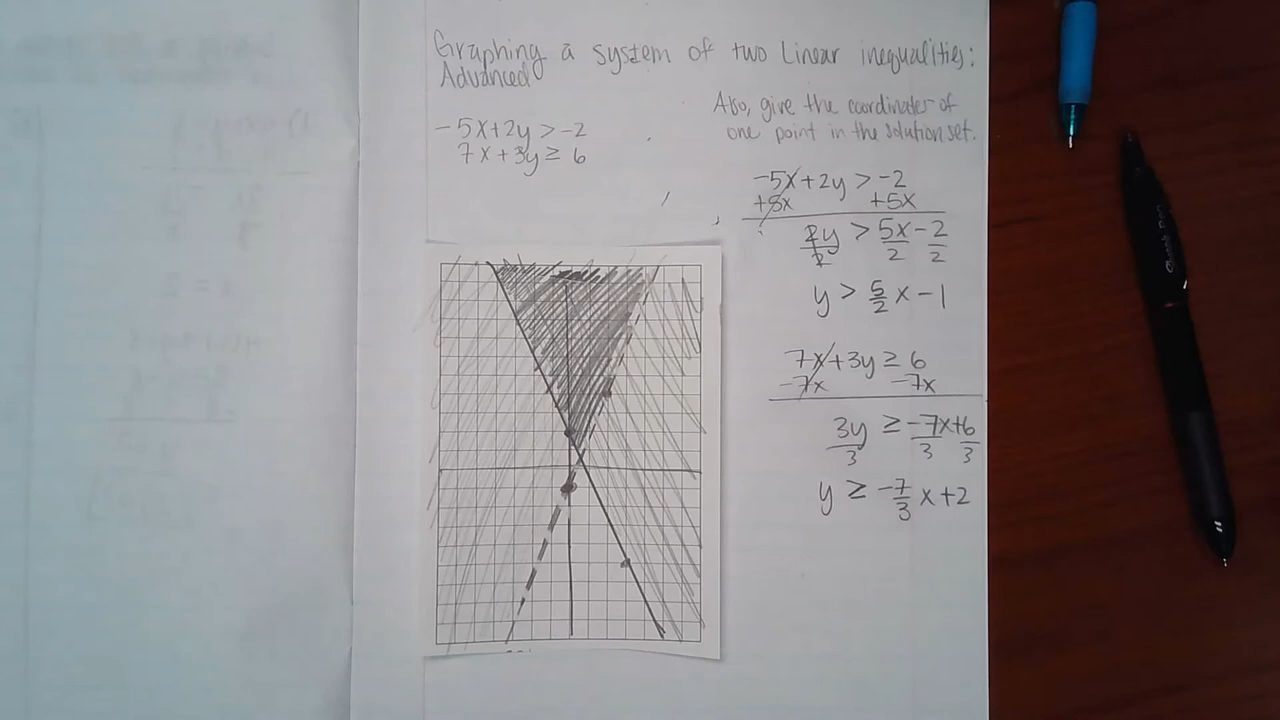 Graphing a system of two Linear inequalities:
Advanced
Also, give the coordinates of
one point in the solution set.
-5x+2y > -2
7x+3y ≥ 6
-5x+2y > -2
+5x +5x
2y > 5x-2
2 2 2
y > 5/2 x - 1
7x+3y ≥ 6
-7x -7x
3y ≥ -7x+6
3 3 3
y ≥ -7/3 x+2